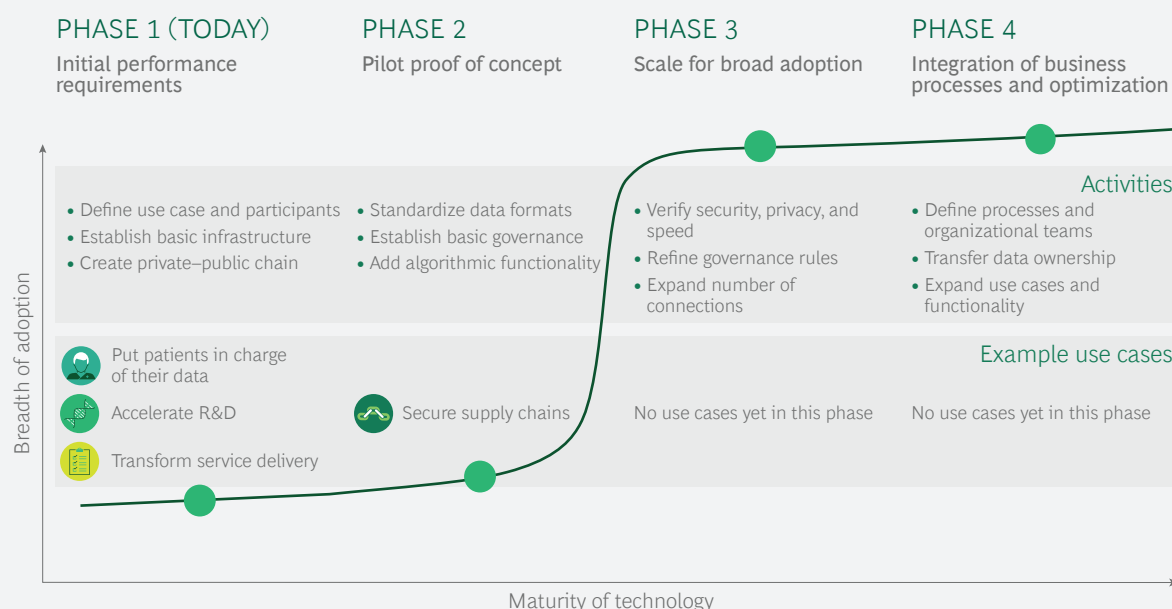 PHASE 1 (TODAY)
Initial performance
requirements
PHASE 2
Pilot proof of concept
PHASE 3
Scale for broad adoption
PHASE 4
Integration of business
processes and optimization
Breadth of adoption
Activities
• Define use case and participants
• Establish basic infrastructure
• Create private–public chain
• Standardize data formats
• Establish basic governance
• Add algorithmic functionality
• Verify security, privacy, and
speed
• Refine governance rules
• Expand number of
connections
• Define processes and
organizational teams
• Transfer data ownership
• Expand use cases and
functionality
Example use cases
Put patients in charge
of their data
Accelerate R&D
Transform service delivery
Secure supply chains
No use cases yet in this phase
No use cases yet in this phase
Maturity of technology